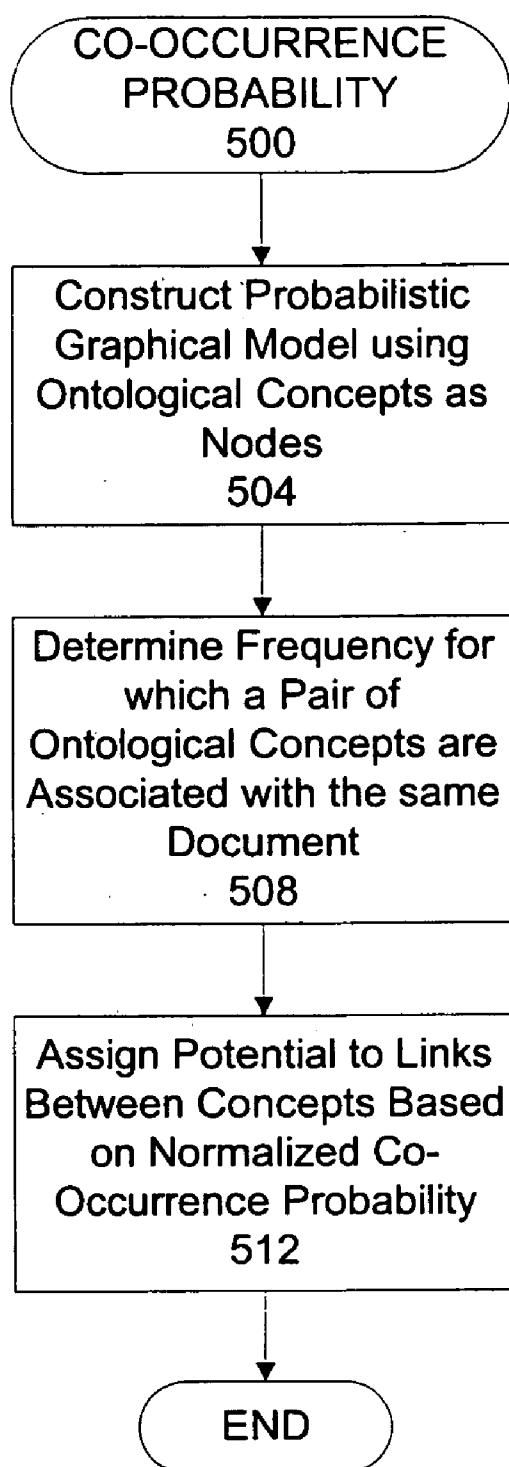 CO-OCCURRENCE
PROBABILITY
500
Construct Probabilistic
Graphical Model using
Ontological Concepts as
Nodes
504
Determine Frequency for
which a Pair of
Ontological Concepts are
Associated with the same
Document
508
Assign Potential to Links
Between Concepts Based
on Normalized Co-
Occurrence Probability
512
END